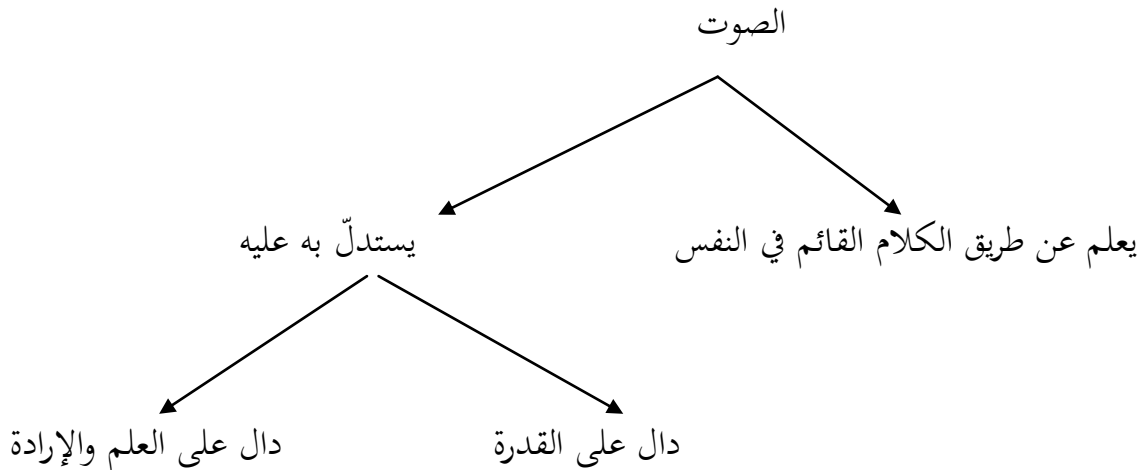 الصوت
يعلم عن طريق الكلام القائم في النفس
يستدلّ به عليه
دال على القدرة
دال على العلم والإرادة